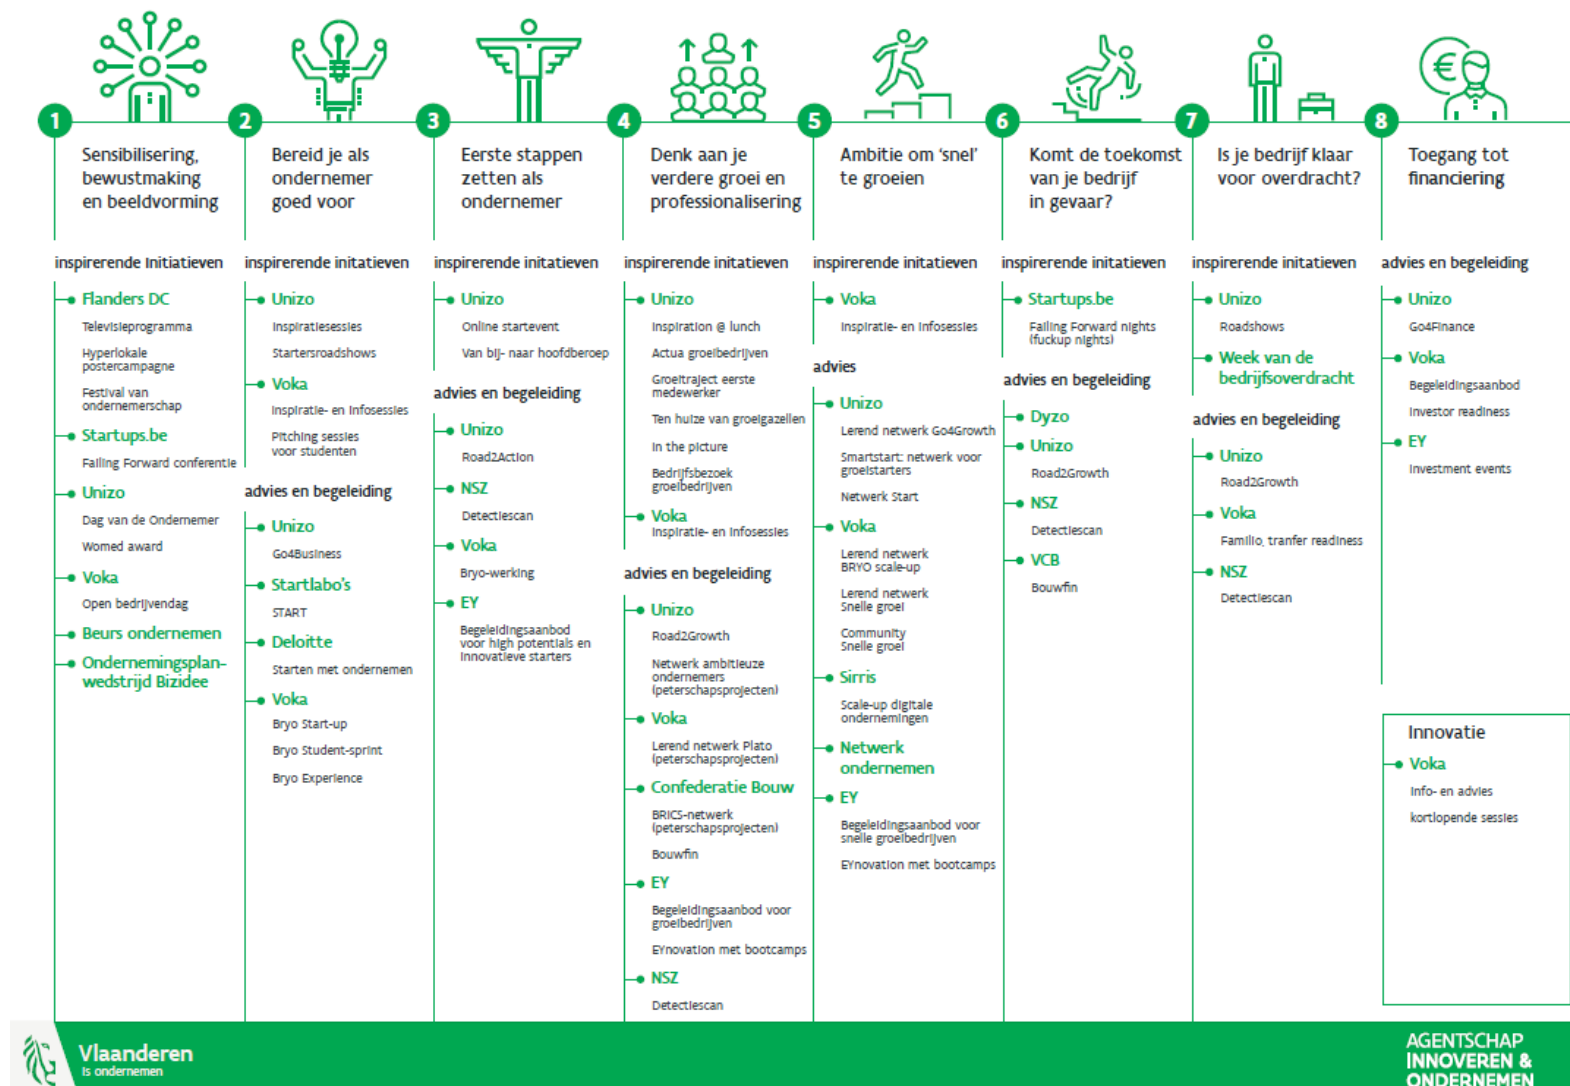 1
Sensibilisering,
bewustmaking
en beeldvorming
inspirerende Initiatieven
Flanders DC
Televisieprogramma
Hyperlokale
postercampagne
Festival van
ondernemerschap
Startups.be
Failing Forward conferentie
Unizo
Dag van de Ondernemer
Womed award
Voka
Open bedrijvendag
Beurs ondernemen
Ondernemingsplan-
wedstrijd Bizidee
2
Bereid je als
ondernemer
goed voor
inspirerende initatieven
Unizo
Inspiratiesessies
Startersroadshows
Voka
Inspiratie- en Infosessies
Pitching sessies
voor studenten
advies en begeleiding
Unizo
Go4Business
Startlabo's
START
Deloitte
Starten met ondernemen
Voka
Bryo Start-up
Bryo Student-sprint
Bryo Experience
3
Eerste stappen
zetten als
ondernemer
inspirerende initatieven
Unizo
Online startevent
Van bij- naar hoofdberoep
advies en begeleiding
Unizo
Road2Action
NSZ
Detectiescan
Voka
Bryo-werking
EY
Begeleidingsaanbod
voor high potentials en
innovatieve starters
4
Denk aan je
verdere groei en
professionalisering
inspirerende initatieven
Unizo
Inspiration @ lunch
Actua groeibedrijven
Groeitraject eerste
medewerker
Ten huize van groeigazellen
In the picture
Bedrijfsbezoek
groeibedrijven
Voka
Inspiratie- en Infosessies
advies en begeleiding
Unizo
Road2Growth
Netwerk ambitieuze
ondernemers
(peterschapsprojecten)
Voka
Lerend netwerk Plato
(peterschapsprojecten)
Confederatie Bouw
BRICS-netwerk
(peterschapsprojecten)
Bouwfin
EY
Begeleidingsaanbod voor
groeibedrijven
EYnovation met bootcamps
NSZ
Detectiescan
5
Ambitie om 'snel'
te groeien
inspirerende initatieven
Voka
Inspiratie- en Infosessies
advies
Unizo
Lerend netwerk Go4Growth
Smartstart: netwerk voor
groeistarters
Netwerk Start
Voka
Lerend netwerk
BRYO scale-up
Lerend netwerk
Snelle groei
Community
Snelle groei
Sirris
Scale-up digitale
ondernemingen
Netwerk
ondernemen
EY
Begeleidingsaanbod voor
snelle groeibedrijven
EYnovation met bootcamps
6
Komt de toekomst
van je bedrijf
in gevaar?
inspirerende initatieven
Startups.be
Failing Forward nights
(fuckup nights)
advies en begeleiding
Dyzo
Unizo
Road2Growth
NSZ
Detectiescan
VCB
Bouwfin
7
Is je bedrijf klaar
voor overdracht?
inspirerende initatieven
Unizo
Roadshows
Week van de
bedrijfsoverdracht
advies en begeleiding
Unizo
Road2Growth
Voka
Familio, tranfer readiness
NSZ
Detectiescan
€
8
Toegang tot
financiering
advies en begeleiding
Unizo
Go4Finance
Voka
Begeleidingsaanbod
Investor readiness
EY
Investment events
Innovatie
Voka
Info- en advies
kortlopende sessies
Vlaanderen
is ondernemen
AGENTSCHAP
INNOVEREN &
ONDERNEMEN